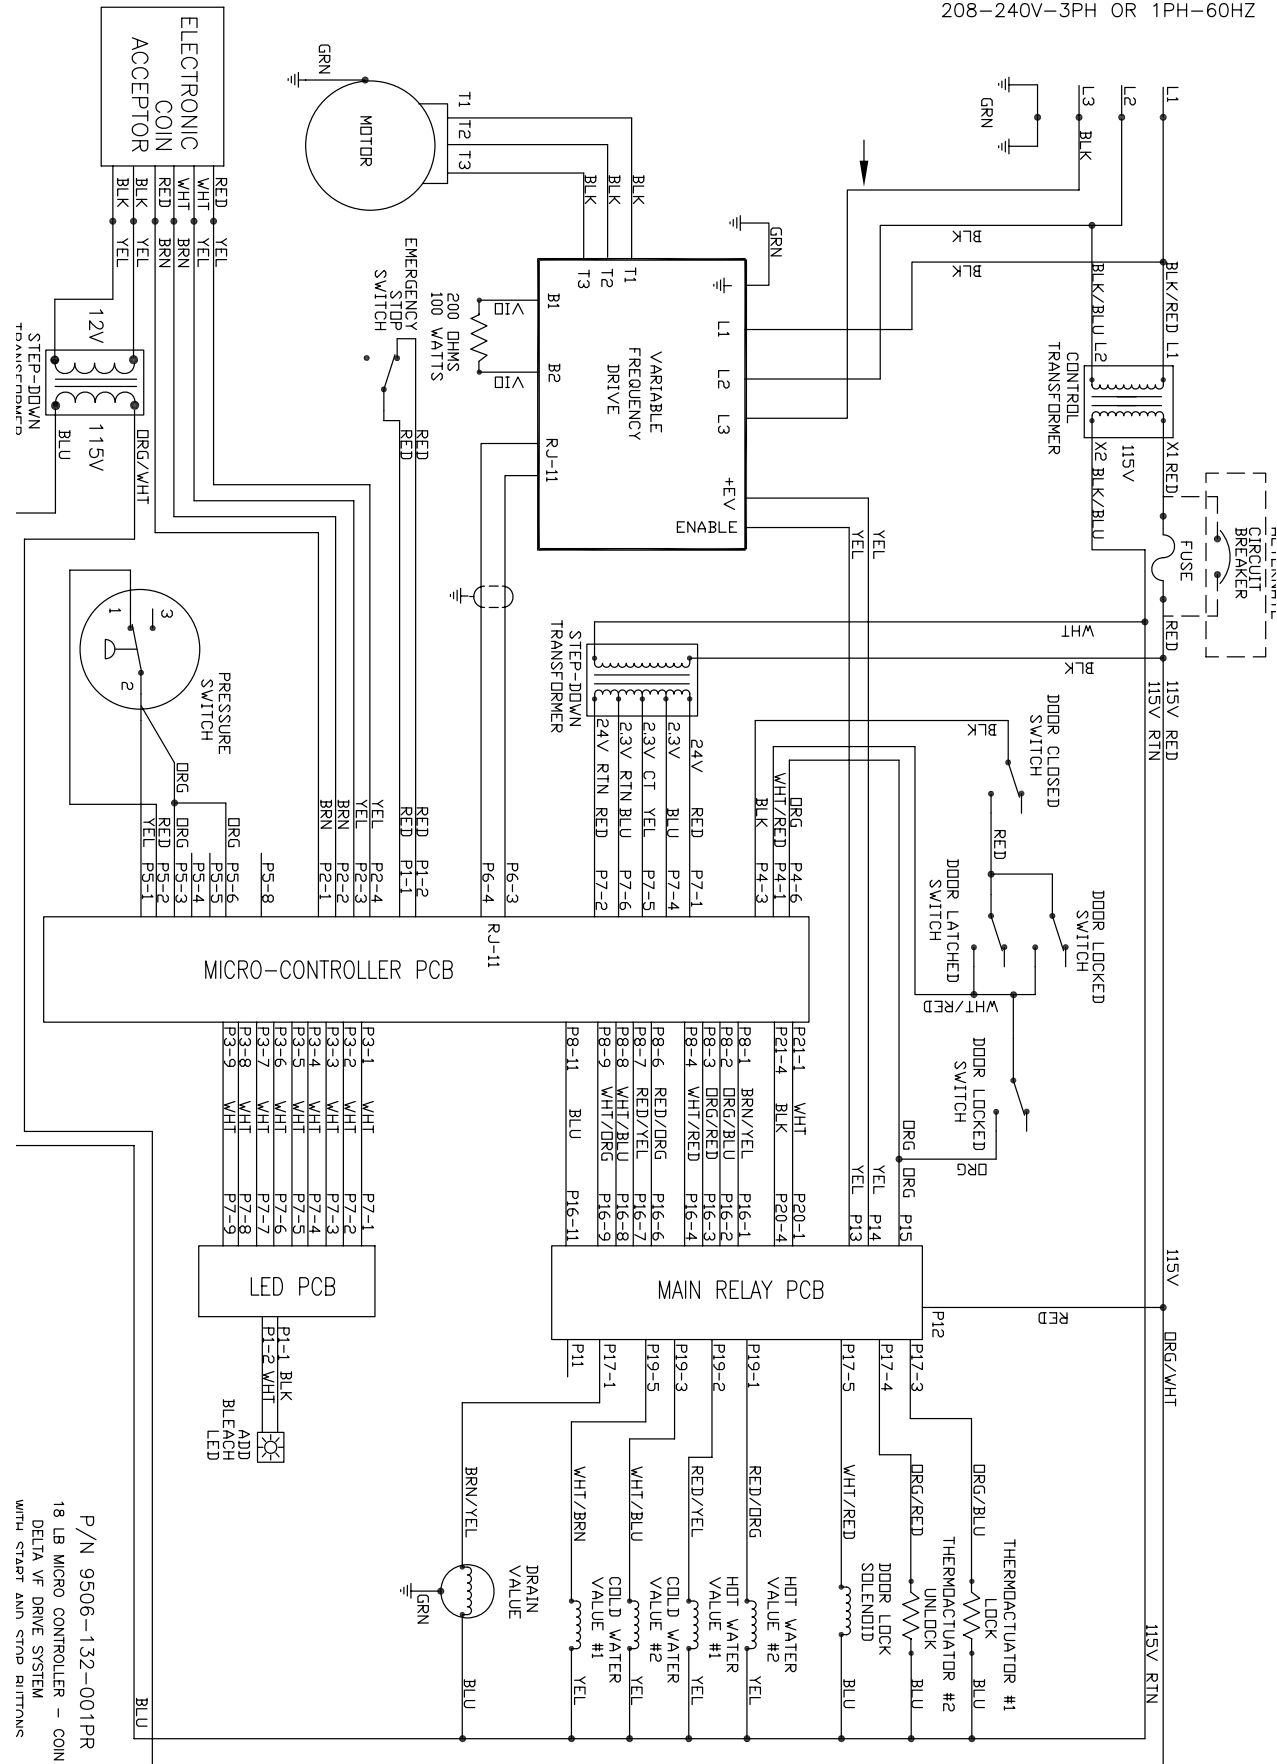 208-240V-3PH OR 1PH-60HZ
L1
L2
L3
BLK
GRN
BLK
BLK
BLK/RED L1
BLK/BLU L2
CONTROL
TRANSFORMER
115V
X1 RED
X2 BLK/BLU
ALTERNATE
CIRCUIT
BREAKER
FUSE
RED
WHT
BLK
115V RED
115V RTN
115V
RED
ORG/WHT
115V RTN
GRN
MOTOR
T1
T2
T3
BLK
BLK
BLK
GRN
T1
T2
T3
L1
L2
L3
+EV
ENABLE
VARIABLE
FREQUENCY
DRIVE
B1
B2
RJ-11
VIO
VIO
200 OHMS
100 WATTS
YEL
YEL
EMERGENCY
STOP
SWITCH
RED
RED
ELECTRONIC
COIN
ACCEPTOR
RED
WHT
WHT
RED
BLK
BLK
YEL
YEL
BRN
BRN
YEL
YEL
12V
115V
STEP-DOWN
TRANSFORMER
ORG/WHT
BLU
PRESSURE
SWITCH
1
2
3
ORG
STEP-DOWN
TRANSFORMER
24V
2.3V
2.3V CT
2.3V RTN
24V RTN
RED
BLU
YEL
BLU
RED
P7-1
P7-4
P7-5
P7-6
P7-2
DOOR CLOSED
SWITCH
BLK
RED
DOOR LATCHED
SWITCH
DOOR LOCKED
SWITCH
WHT/RED
DOOR LOCKED
SWITCH
ORG
ORG
WHT/RED
BLK
P4-6
P4-1
P4-3
P6-3
P6-4
RED
RED
P1-2
P1-1
YEL
YEL
BRN
BRN
P2-4
P2-3
P2-2
P2-1
P5-8
ORG
P5-6
P5-5
P5-4
ORG
P5-3
RED
P5-2
YEL
P5-1
RJ-11
MICRO-CONTROLLER PCB
P21-1 WHT P20-1
P21-4 BLK P20-4
P8-1 BRN/YEL P16-1
P8-2 ORG/BLU P16-2
P8-3 ORG/RED P16-3
P8-4 WHT/RED P16-4
P8-6 RED/ORG P16-6
P8-7 RED/YEL P16-7
P8-8 WHT/BLU P16-8
P8-9 WHT/ORG P16-9
P8-11 BLU P16-11
P3-1 WHT P7-1
P3-2 WHT P7-2
P3-3 WHT P7-3
P3-4 WHT P7-4
P3-5 WHT P7-5
P3-6 WHT P7-6
P3-7 WHT P7-7
P3-8 WHT P7-8
P3-9 WHT P7-9
ORG
ORG P15
YEL P14
YEL P13
MAIN RELAY PCB
P12
LED PCB
P1-1 BLK
P1-2 WHT
ADD
BLEACH
LED
P17-3
P17-4
P17-5
P19-1
P19-2
P19-3
P19-5
P17-1
P11
ORG/BLU
THERMOACTUATOR #1
LOCK
BLU
ORG/RED
THERMOACTUATOR #2
UNLOCK
BLU
WHT/RED
DOOR LOCK
SOLENOID
BLU
RED/ORG
HOT WATER
VALUE #2
YEL
RED/YEL
HOT WATER
VALUE #1
YEL
WHT/BLU
COLD WATER
VALUE #2
YEL
WHT/BRN
COLD WATER
VALUE #1
YEL
BRN/YEL
DRAIN
VALUE
GRN
BLU
BLU
P/N 9506-132-001PR
18 LB MICRO CONTROLLER - COIN
DELTA VF DRIVE SYSTEM
WITH START AND STOP BUTTONS